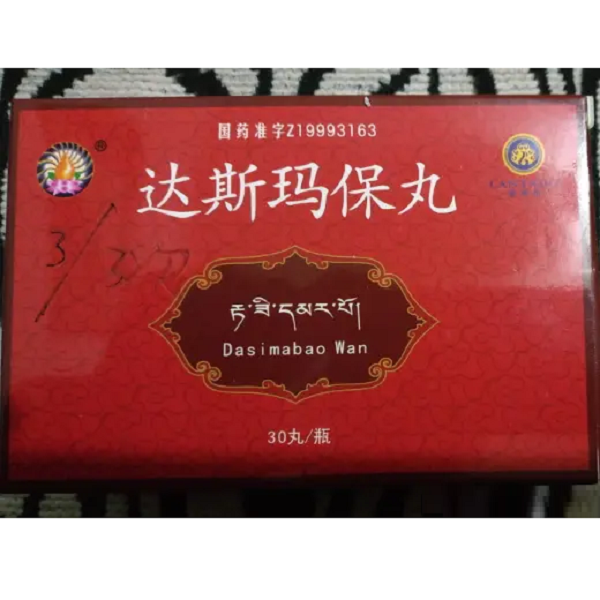 国药准字Z19993163
®
达斯玛保丸
3/
རྟ་ཟི་དམར་པོ།
Dasimabao Wan
30丸/瓶